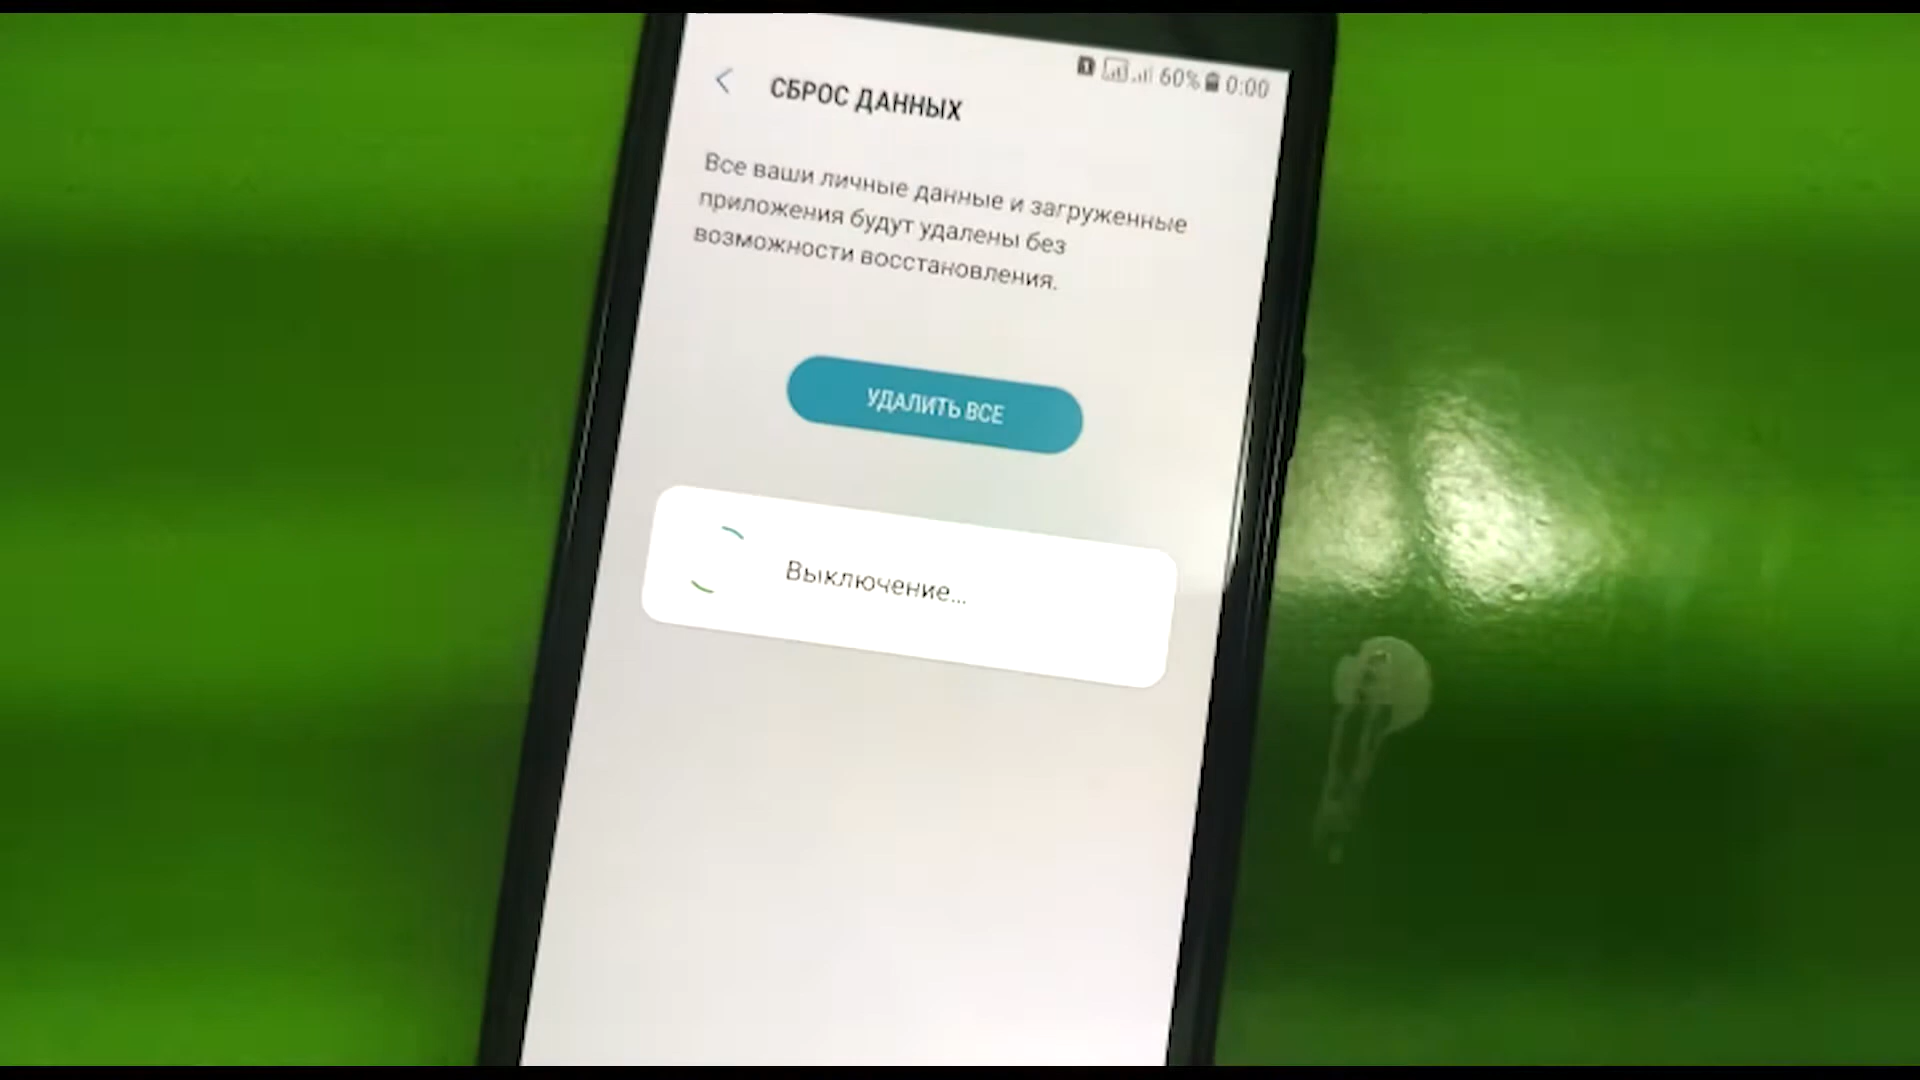 60% 0:00
СБРОС ДАННЫХ
Все ваши личные данные и загруженные
приложения будут удалены без
возможности восстановления.
УДАЛИТЬ ВСЕ
Выключение...